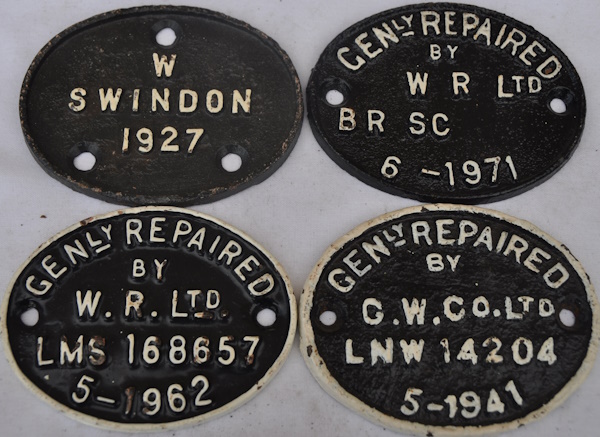 W
SWINDON
1927
GENLY REPAIRED
BY
W R LTD
BR SC
6-1971
GENLY REPAIRED
BY
W.R. LTD.
LMS 168657
5-1962
GENLY REPAIRED
BY
G.W.CO.LTD
LNW 14204
5-1941